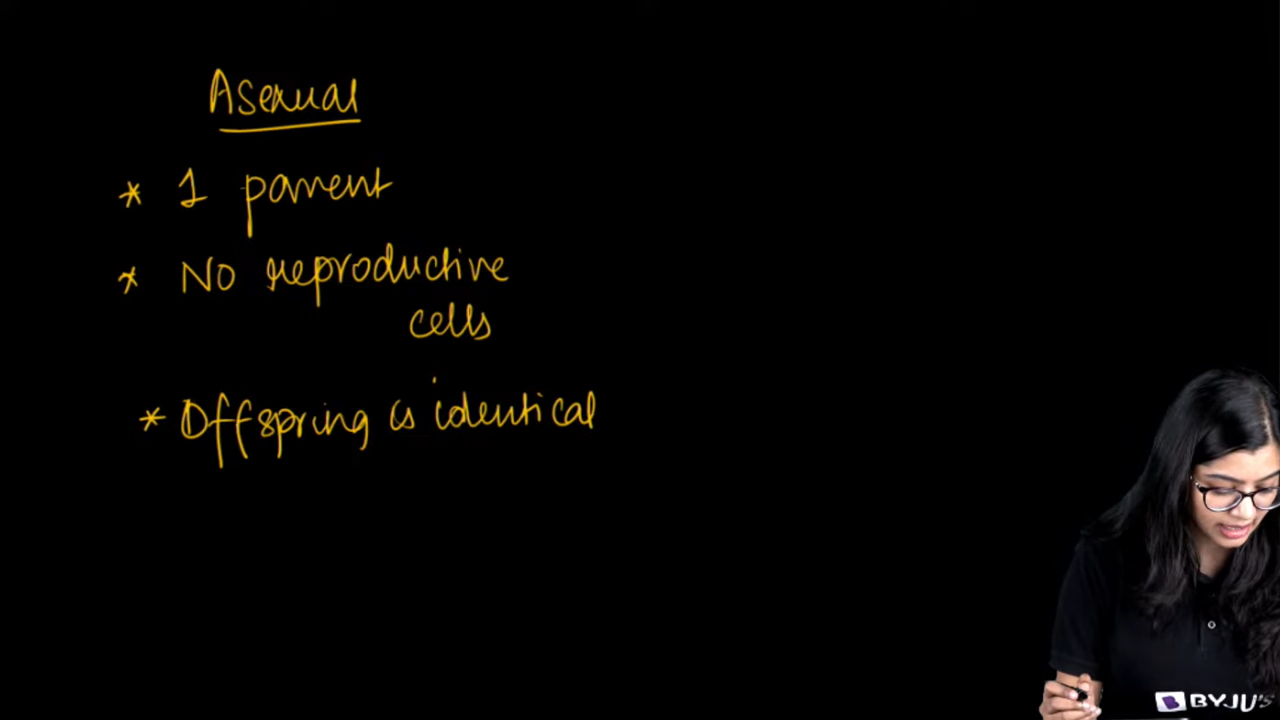 Asexual
* 1 parent
* No reproductive
cells
* Offspring is identical
BYJU'S